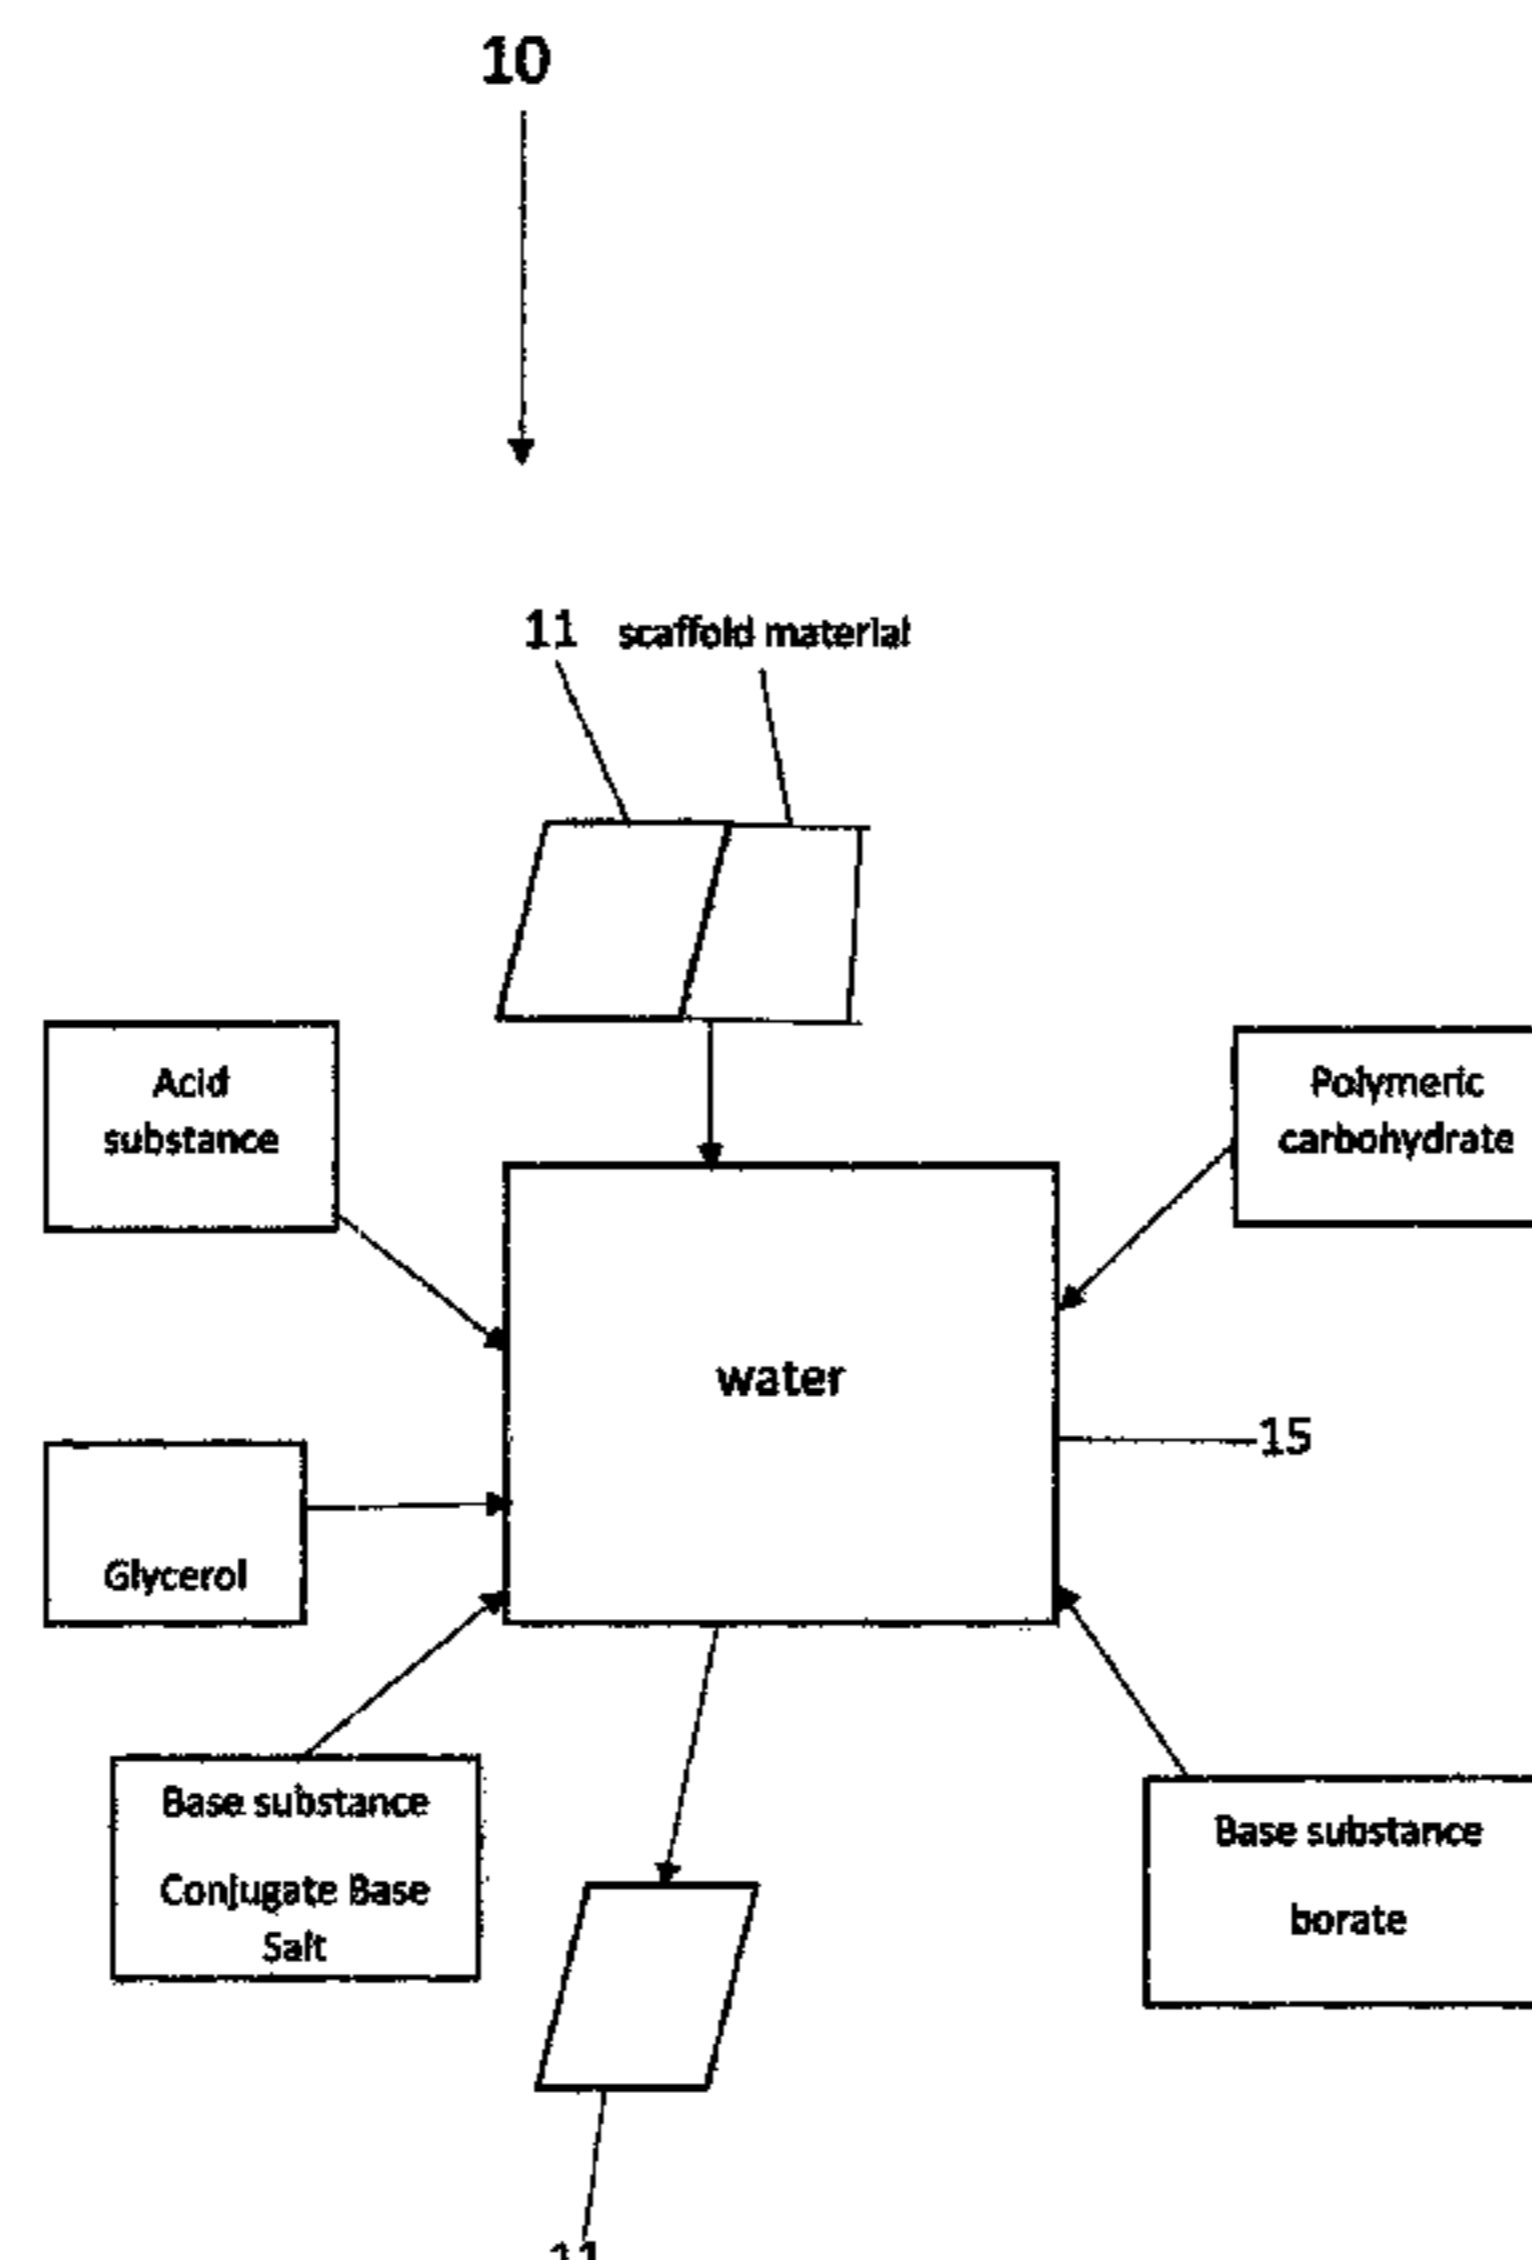 10
11 scaffold material
Acid
substance
Polymeric
carbohydrate
water
15
Glycerol
Base substance
Conjugate Base
Salt
Base substance
borate
11